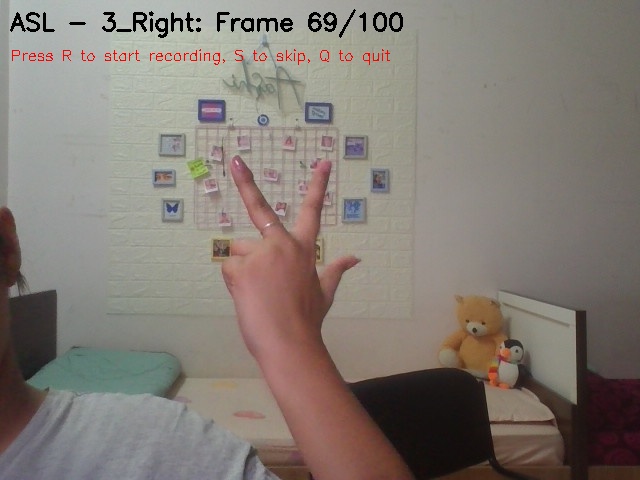 ASL - 3_Right: Frame 69/100
Press R to start recording, S to skip, Q to quit